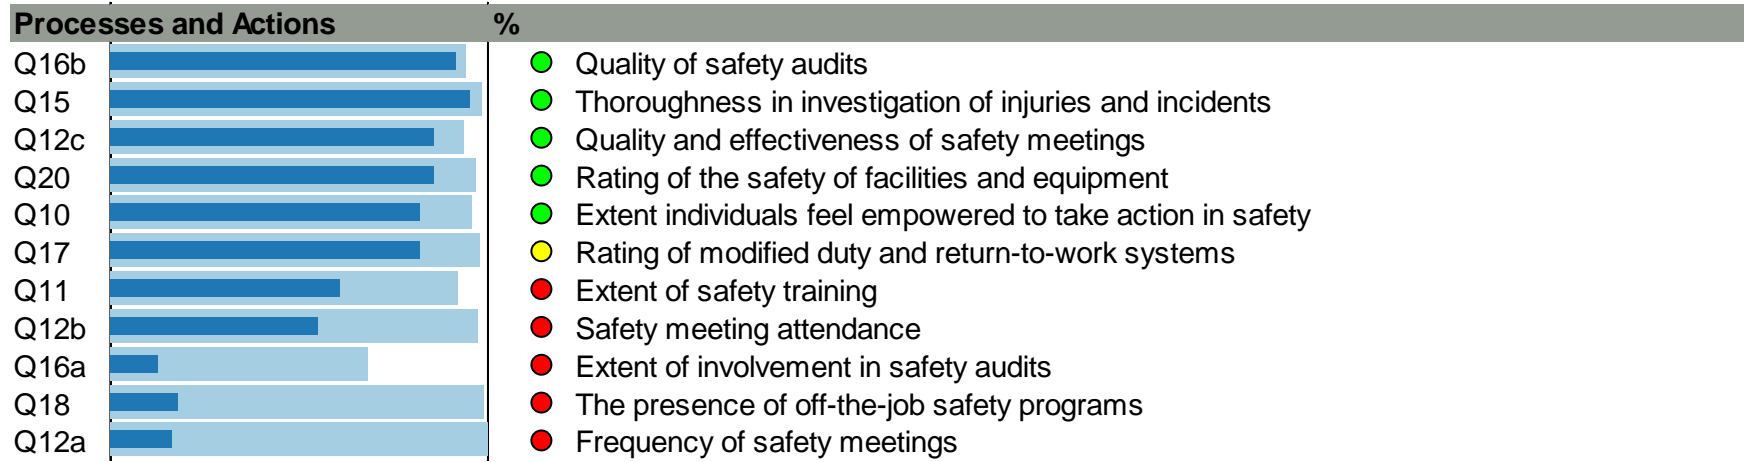 Processes and Actions %
Q16b Quality of safety audits
Q15 Thoroughness in investigation of injuries and incidents
Q12c Quality and effectiveness of safety meetings
Q20 Rating of the safety of facilities and equipment
Q10 Extent individuals feel empowered to take action in safety
Q17 Rating of modified duty and return-to-work systems
Q11 Extent of safety training
Q12b Safety meeting attendance
Q16a Extent of involvement in safety audits
Q18 The presence of off-the-job safety programs
Q12a Frequency of safety meetings